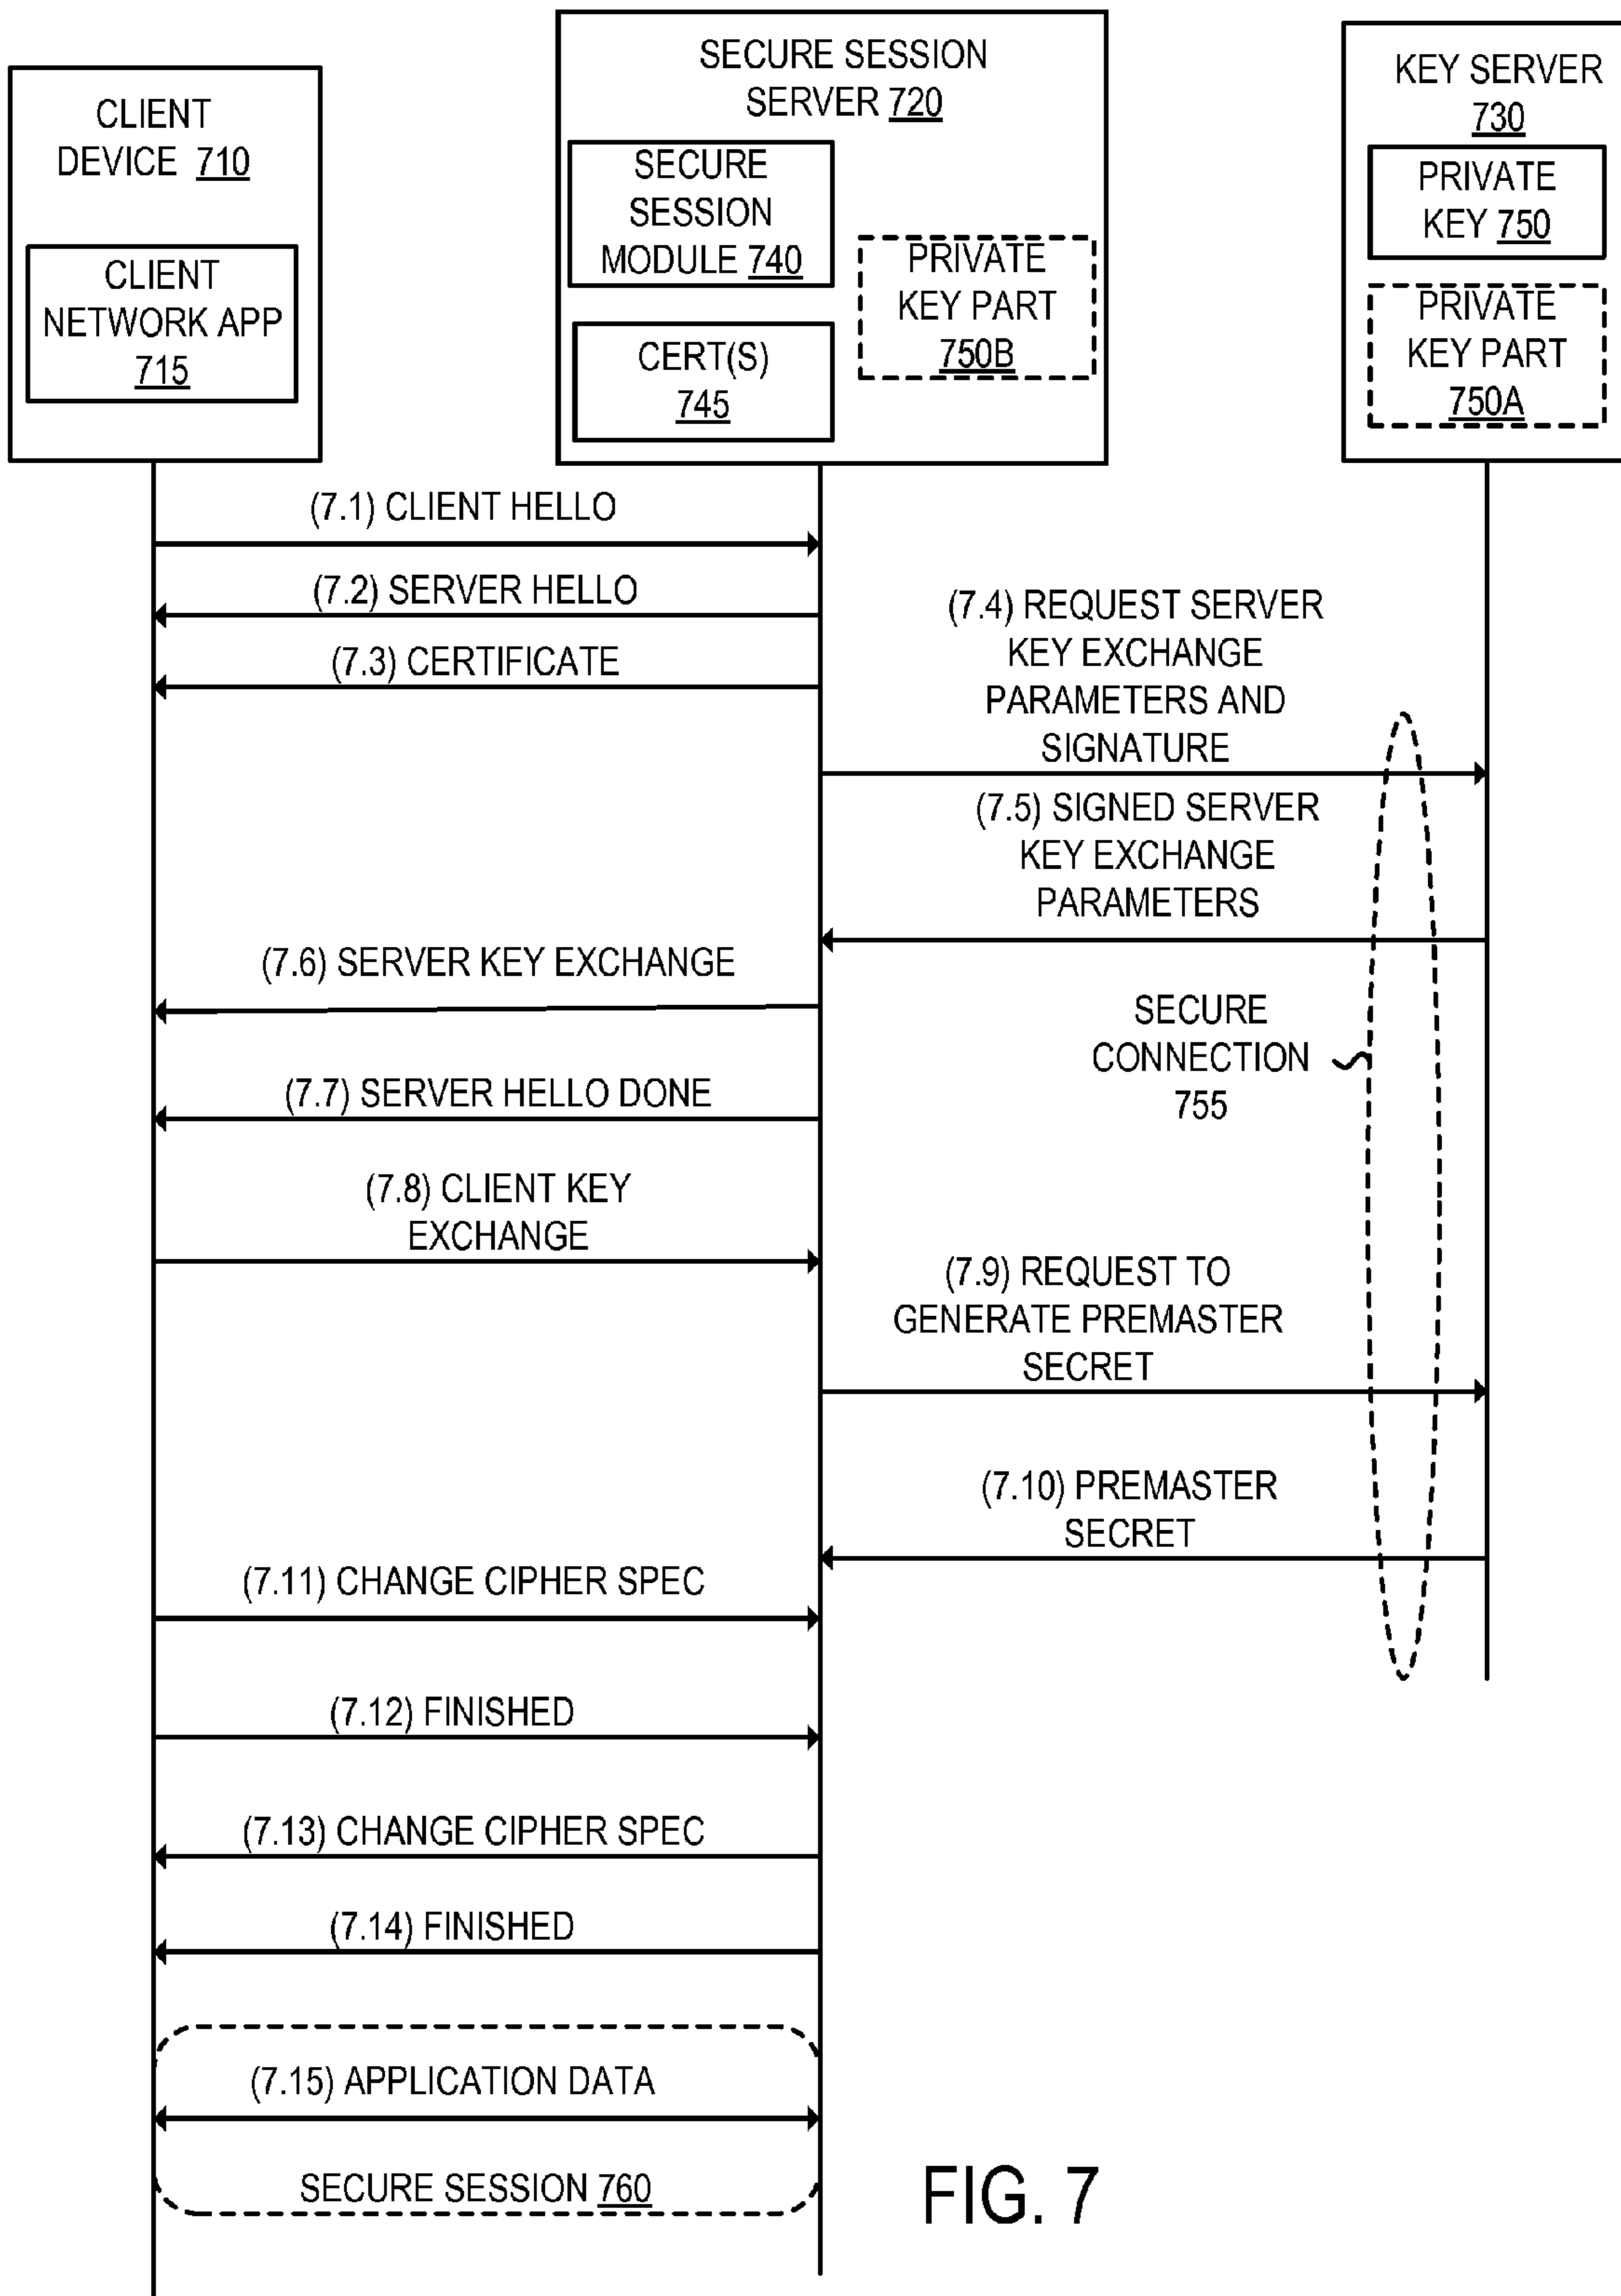 CLIENT
DEVICE 710
CLIENT
NETWORK APP
715
SECURE SESSION
SERVER 720
SECURE
SESSION
MODULE 740
CERT(S)
745
PRIVATE
KEY PART
750B
KEY SERVER
730
PRIVATE
KEY 750
PRIVATE
KEY PART
750A
(7.1) CLIENT HELLO
(7.2) SERVER HELLO
(7.3) CERTIFICATE
(7.4) REQUEST SERVER
KEY EXCHANGE
PARAMETERS AND
SIGNATURE
(7.5) SIGNED SERVER
KEY EXCHANGE
PARAMETERS
(7.6) SERVER KEY EXCHANGE
SECURE
CONNECTION
755
(7.7) SERVER HELLO DONE
(7.8) CLIENT KEY
EXCHANGE
(7.9) REQUEST TO
GENERATE PREMASTER
SECRET
(7.10) PREMASTER
SECRET
(7.11) CHANGE CIPHER SPEC
(7.12) FINISHED
(7.13) CHANGE CIPHER SPEC
(7.14) FINISHED
(7.15) APPLICATION DATA
SECURE SESSION 760
FIG. 7